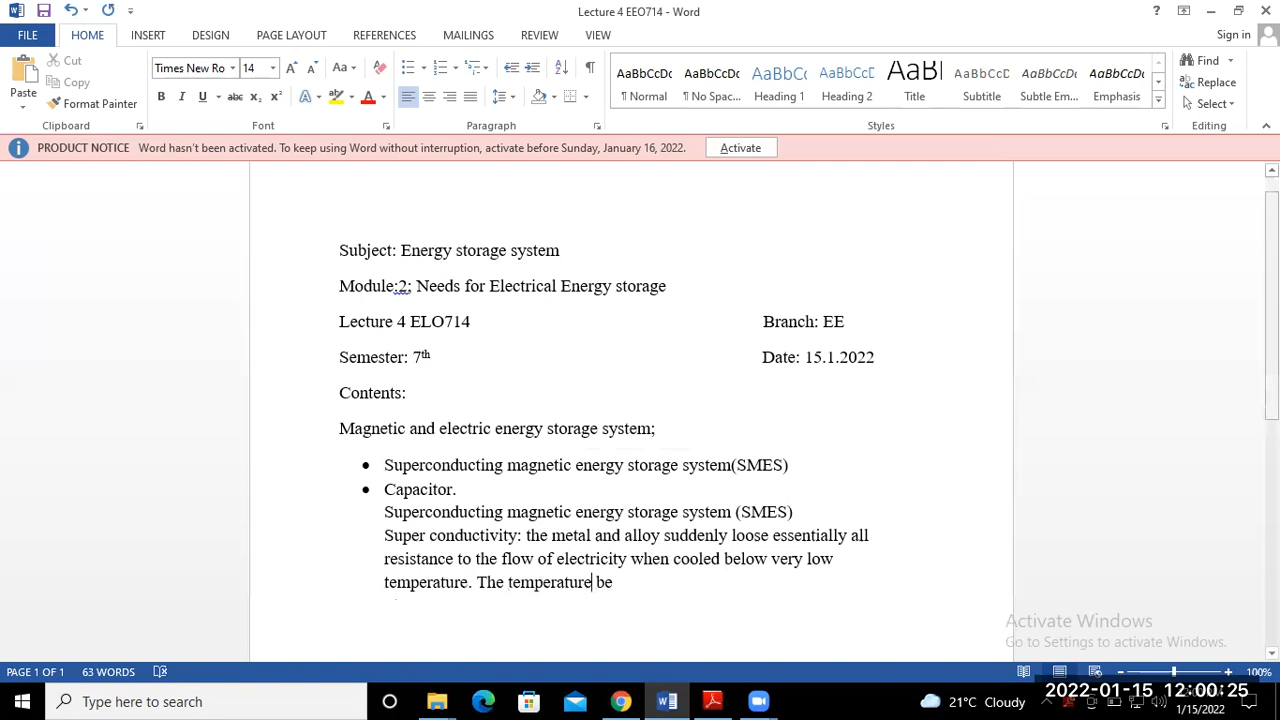 Lecture 4 EEO714 - Word
FILE HOME INSERT DESIGN PAGE LAYOUT REFERENCES MAILINGS REVIEW VIEW Sign in
Paste
Cut
Copy
Format Painter
Clipboard
Times New Ro 14
Font
Paragraph
AaBbCcDc AaBbCcDc AaBbCc AaBbCcC AaBl AaBbCcD AaBbCcDc AaBbCcDc
¶ Normal ¶ No Spac... Heading 1 Heading 2 Title Subtitle Subtle Em... Emphasis
Styles
Find
Replace
Select
Editing
PRODUCT NOTICE Word hasn't been activated. To keep using Word without interruption, activate before Sunday, January 16, 2022. Activate
Subject: Energy storage system
Module:2; Needs for Electrical Energy storage
Lecture 4 ELO714 Branch: EE
Semester: 7th Date: 15.1.2022
Contents:
Magnetic and electric energy storage system;
• Superconducting magnetic energy storage system(SMES)
• Capacitor.
Superconducting magnetic energy storage system (SMES)
Super conductivity: the metal and alloy suddenly loose essentially all
resistance to the flow of electricity when cooled below very low
temperature. The temperature be
Activate Windows
Go to Settings to activate Windows.
PAGE 1 OF 1 63 WORDS 100%
Type here to search
21°C Cloudy
2022-01-15 12:00:25
1/15/2022